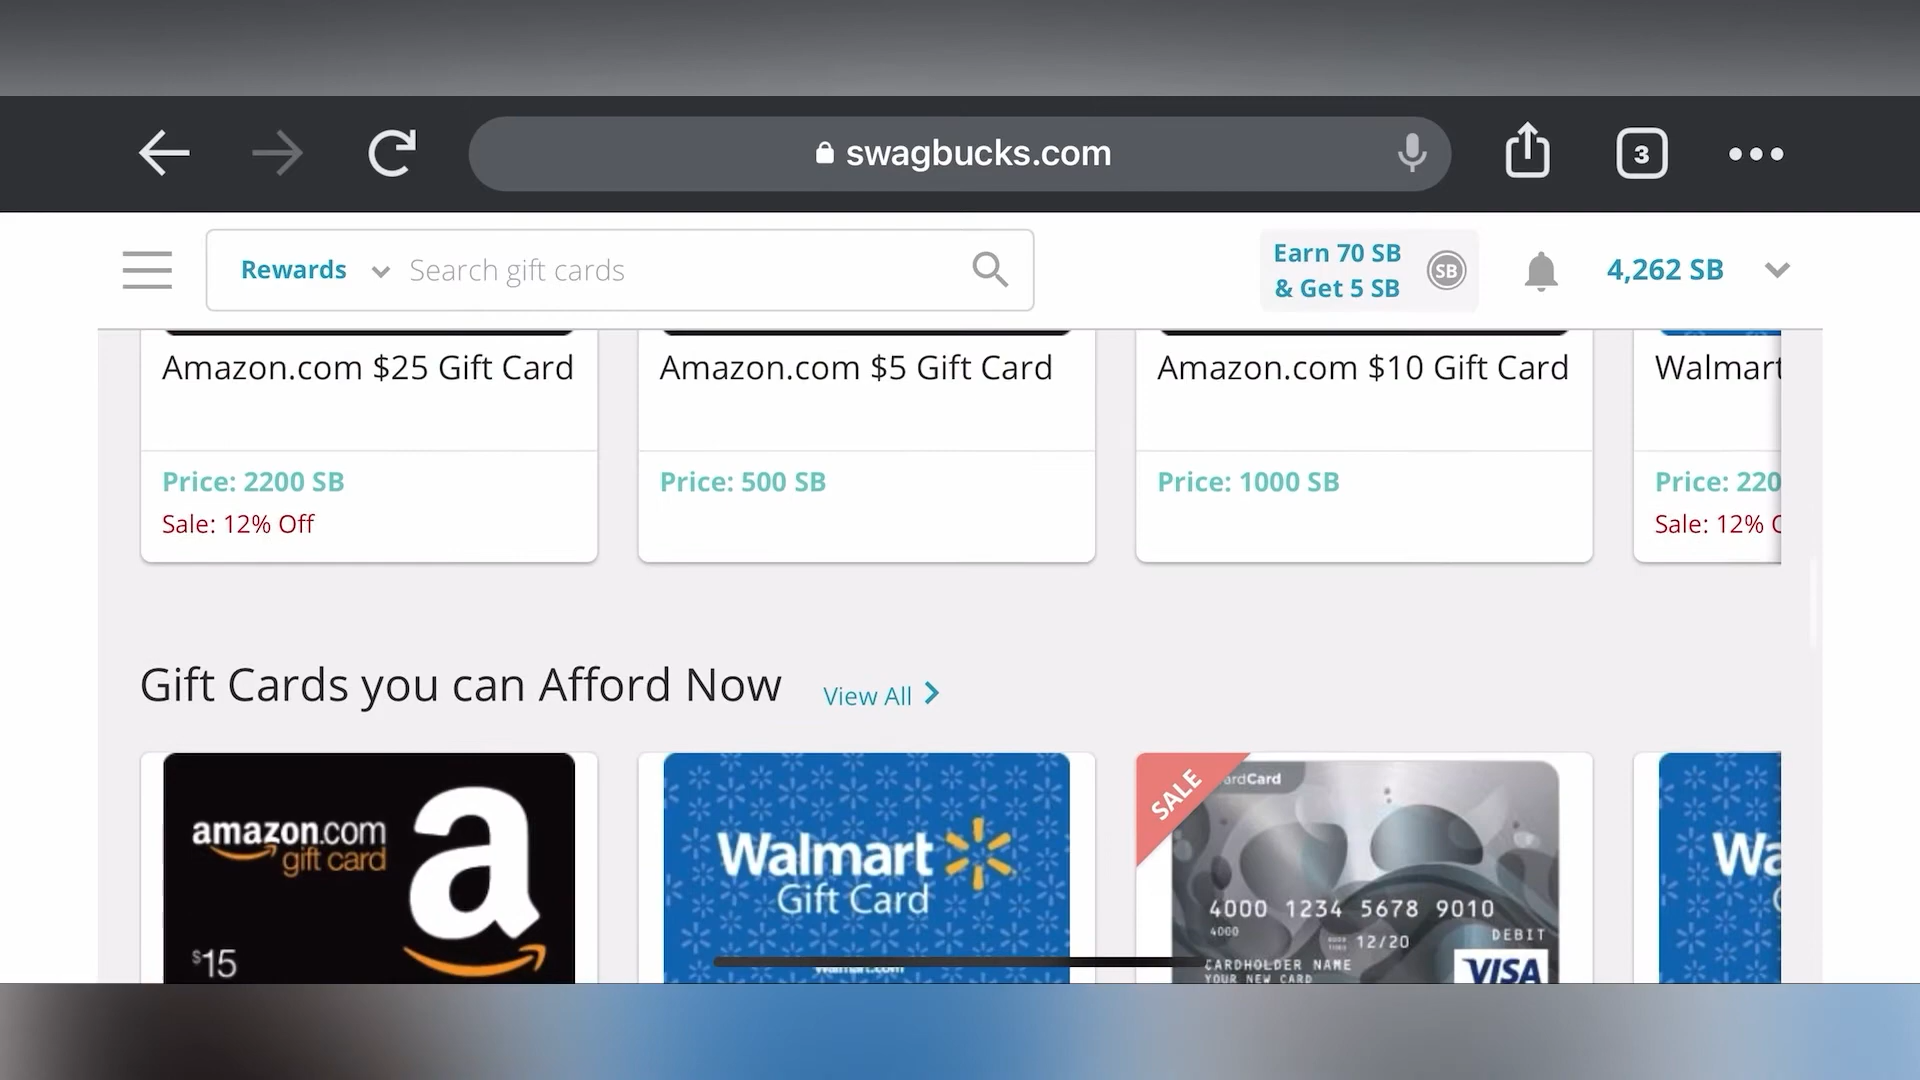 swagbucks.com
3
Rewards
Search gift cards
Earn 70 SB
& Get 5 SB
SB
4,262 SB
Amazon.com $25 Gift Card
Amazon.com $5 Gift Card
Amazon.com $10 Gift Card
Walmart
Price: 2200 SB
Price: 500 SB
Price: 1000 SB
Price: 220
Sale: 12% Off
Sale: 12%
Gift Cards you can Afford Now
View All
amazon.com
gift card
a
$15
Walmart
Gift Card
SALE
Card
4000 1234 5678 9010
4000
12/20
DEBIT
CARDHOLDER NAME
YOUR NEW CARD
VISA
Wa